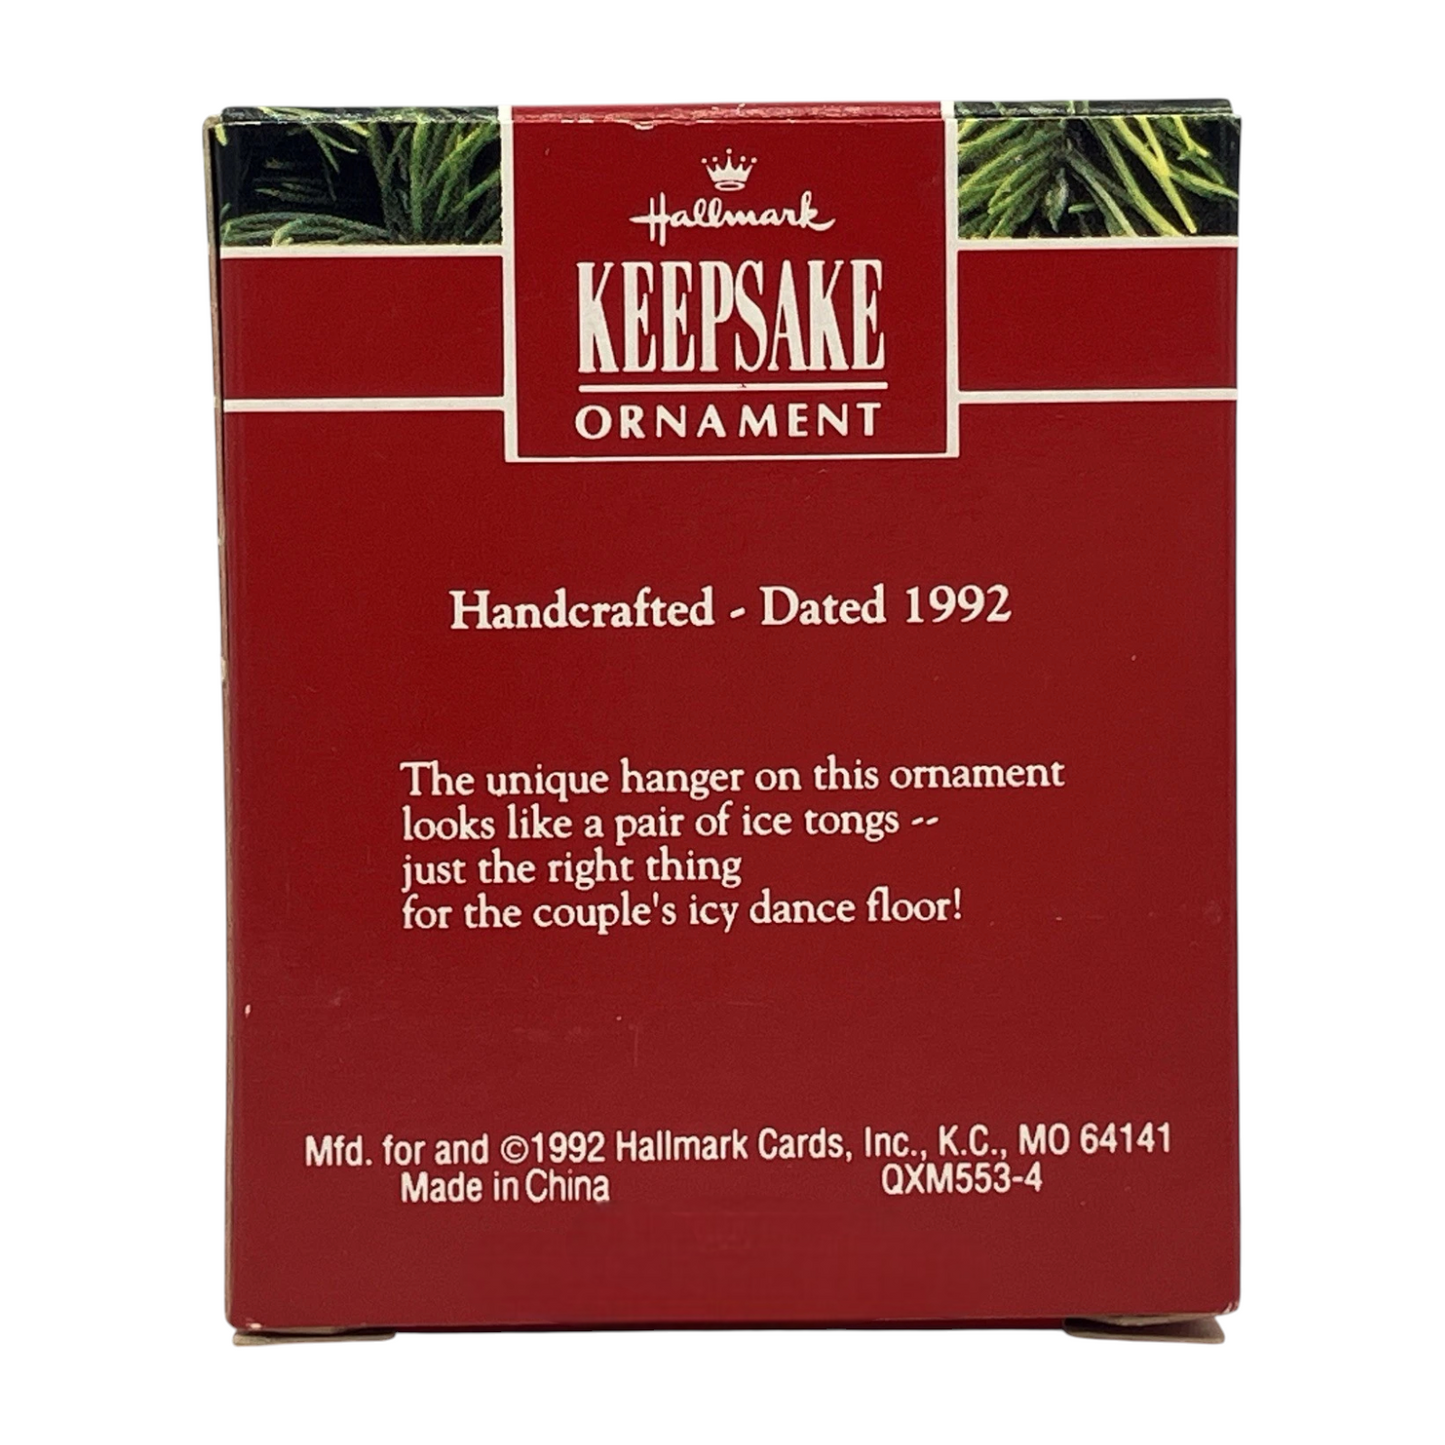 Hallmark
KEEPSAKE
ORNAMENT
Handcrafted - Dated 1992
The unique hanger on this ornament
looks like a pair of ice tongs --
just the right thing
for the couple's icy dance floor!
Mfd. for and ©1992 Hallmark Cards, Inc., K.C., MO 64141
Made in China QXM553-4